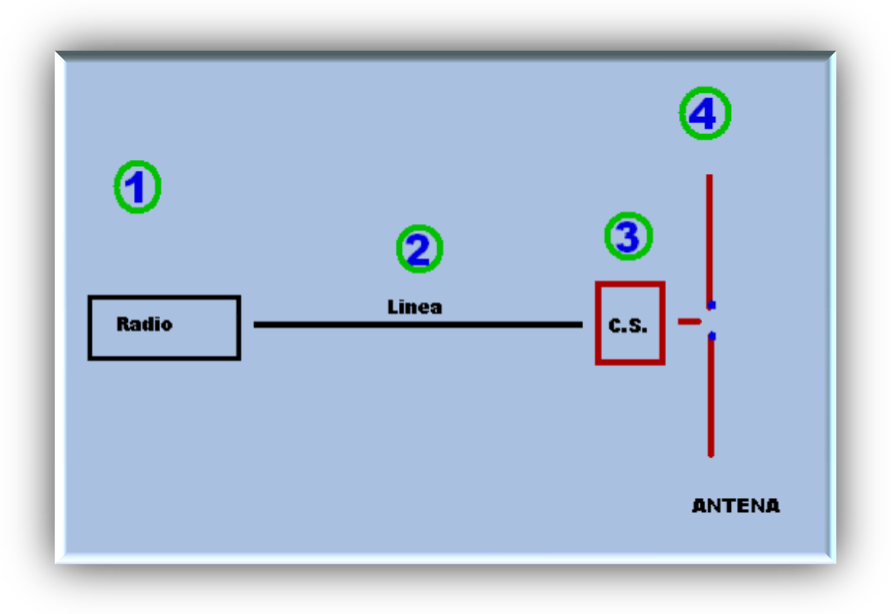 4
1
3
2
Linea
Radio
C.S.
ANTENA